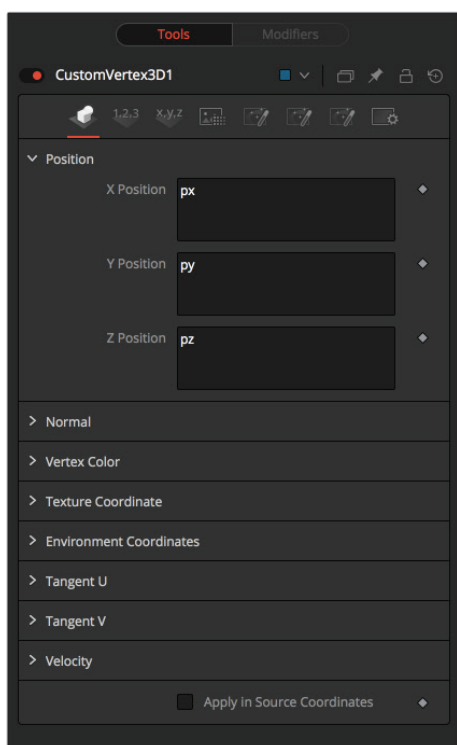 Tools Modifiers
CustomVertex3D1
1,2,3 x,y,z
Position
X Position px
Y Position py
Z Position pz
Normal
Vertex Color
Texture Coordinate
Environment Coordinates
Tangent U
Tangent V
Velocity
Apply in Source Coordinates